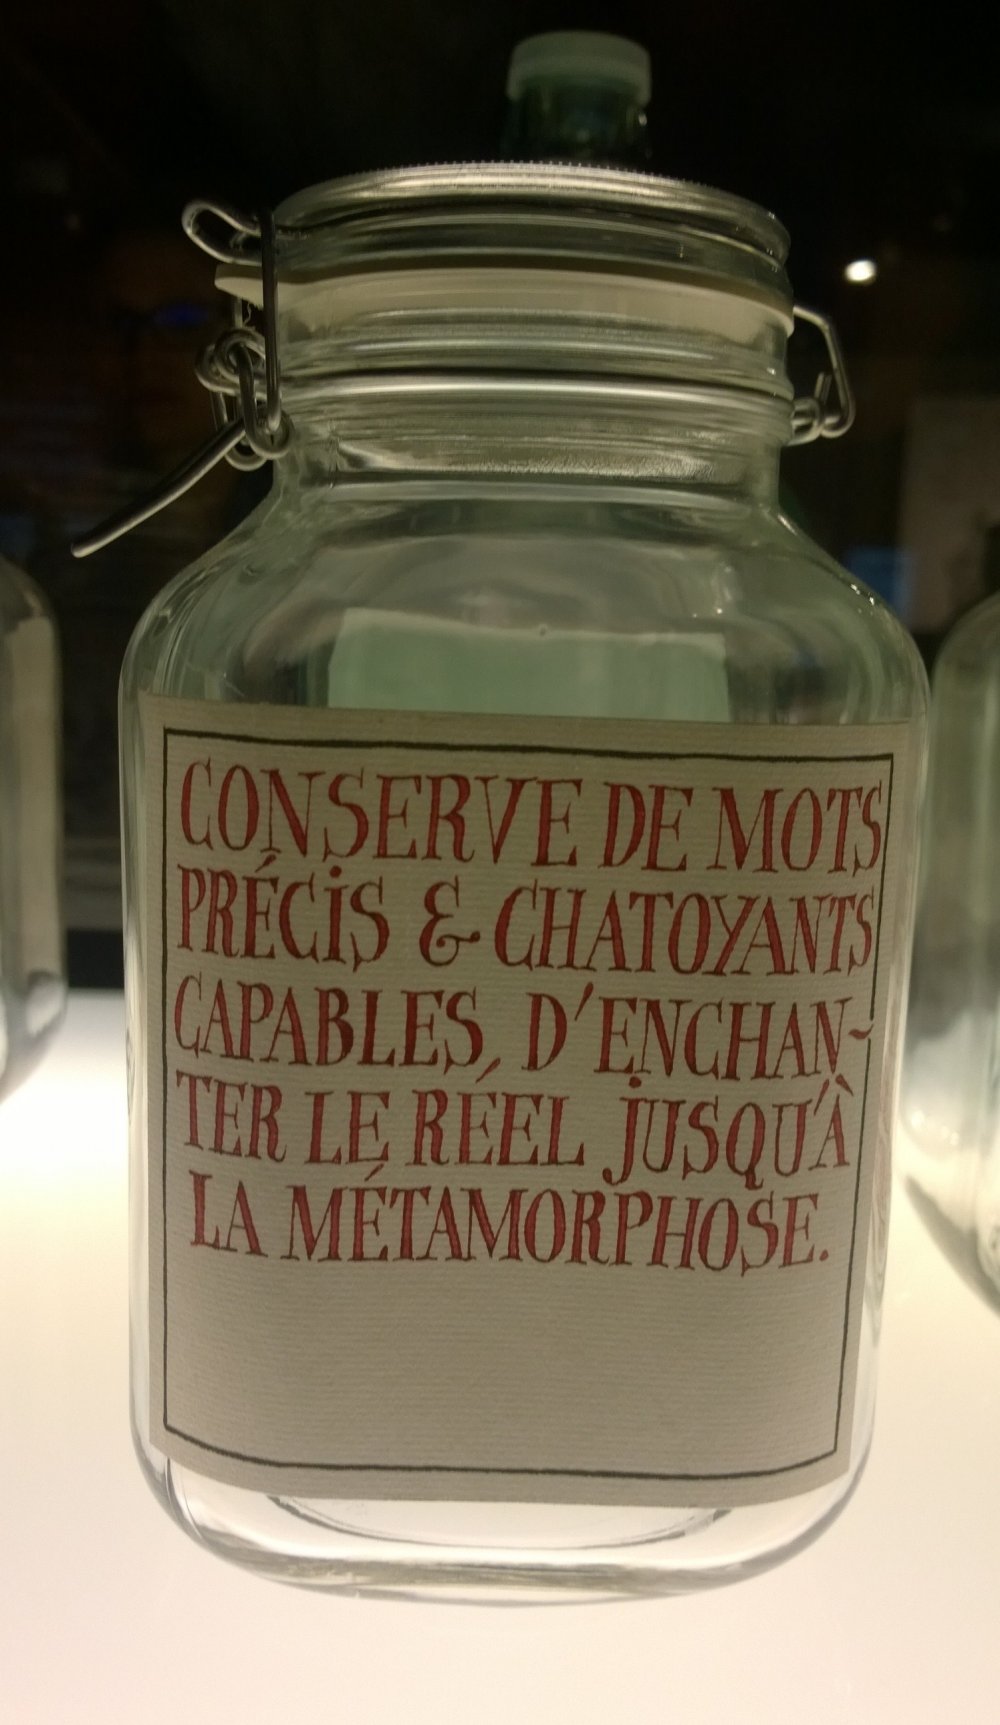 CONSERVE DE MOTS
PRÉCIS & CHATOYANTS
CAPABLES, D'ENCHAN-
TER LE RÉEL JUSQU'À
LA MÉTAMORPHOSE.